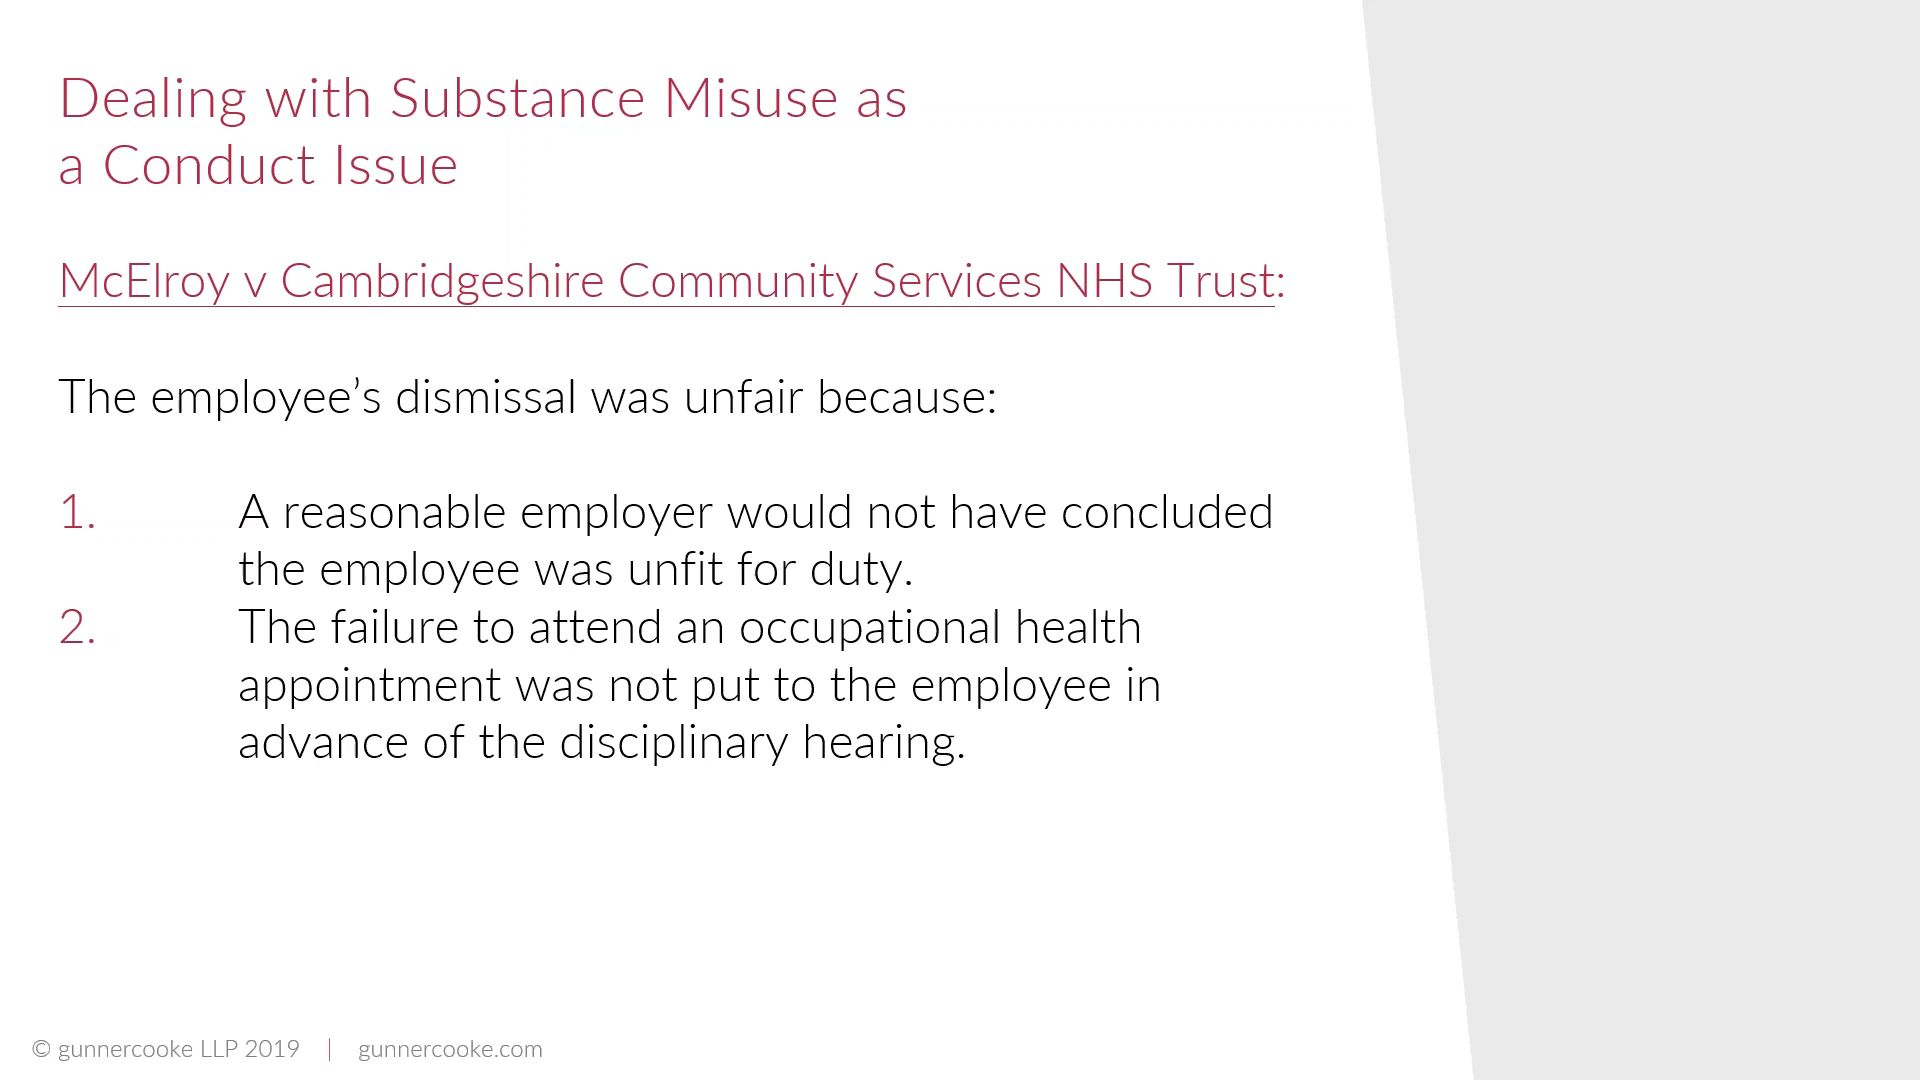 Dealing with Substance Misuse as
a Conduct Issue
McElroy v Cambridgeshire Community Services NHS Trust:
The employee’s dismissal was unfair because:
1. A reasonable employer would not have concluded
the employee was unfit for duty.
2. The failure to attend an occupational health
appointment was not put to the employee in
advance of the disciplinary hearing.
© gunnercooke LLP 2019 | gunnercooke.com